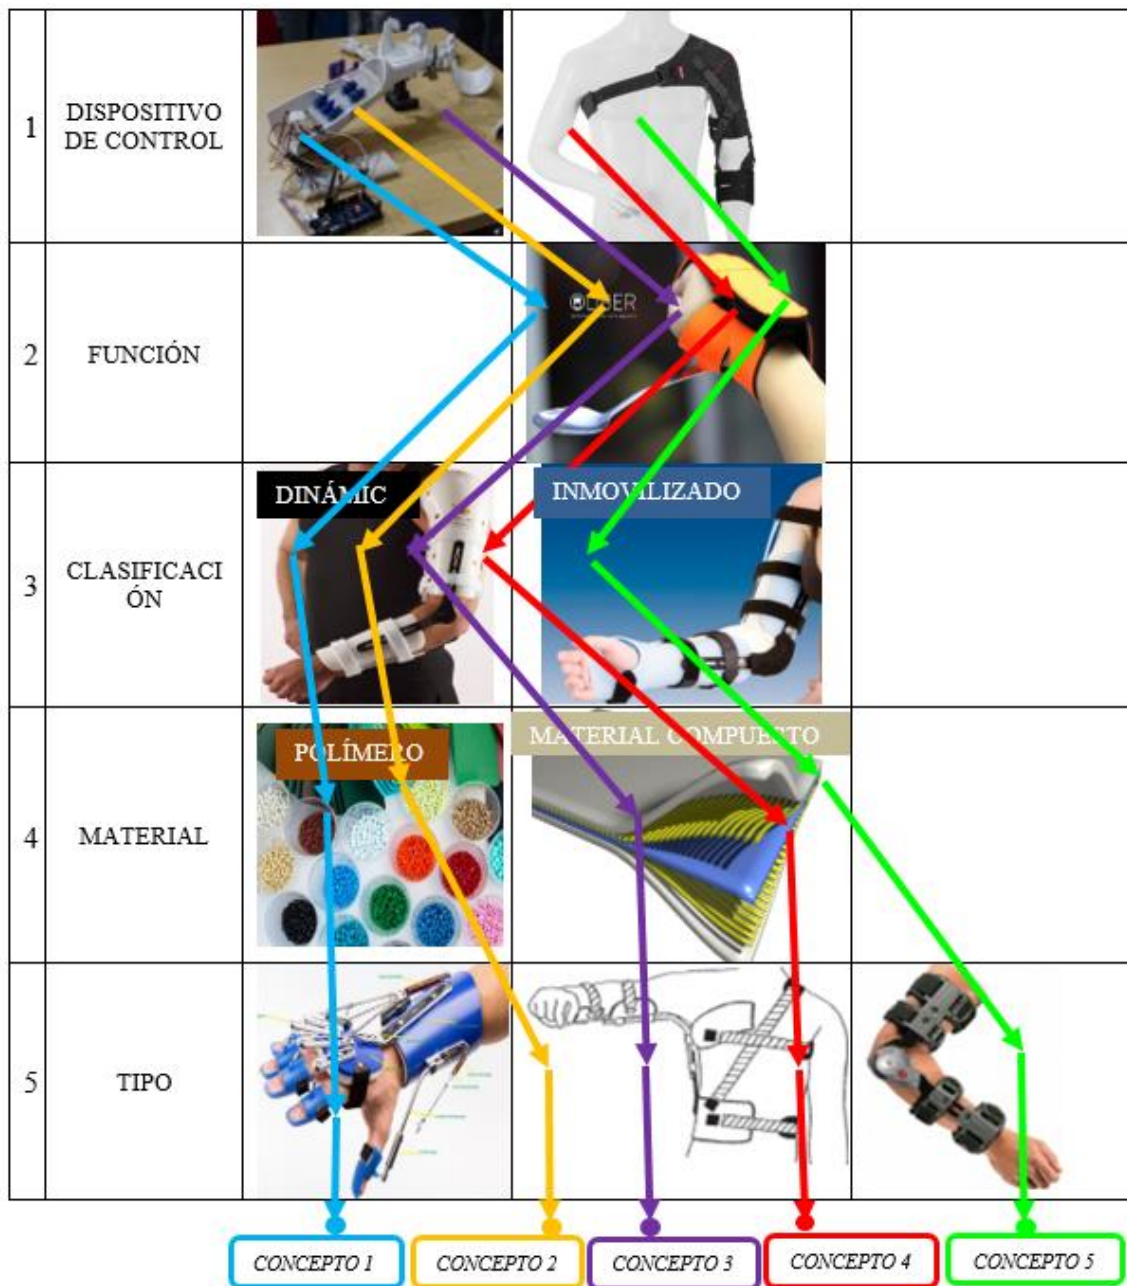 1
DISPOSITIVO
DE CONTROL
2
FUNCIÓN
3
CLASIFICACI
ÓN
DINÁMIC
INMOVILIZADO
4
MATERIAL
POLÍMERO
MATERIAL COMPUESTO
5
TIPO
CONCEPTO 1
CONCEPTO 2
CONCEPTO 3
CONCEPTO 4
CONCEPTO 5